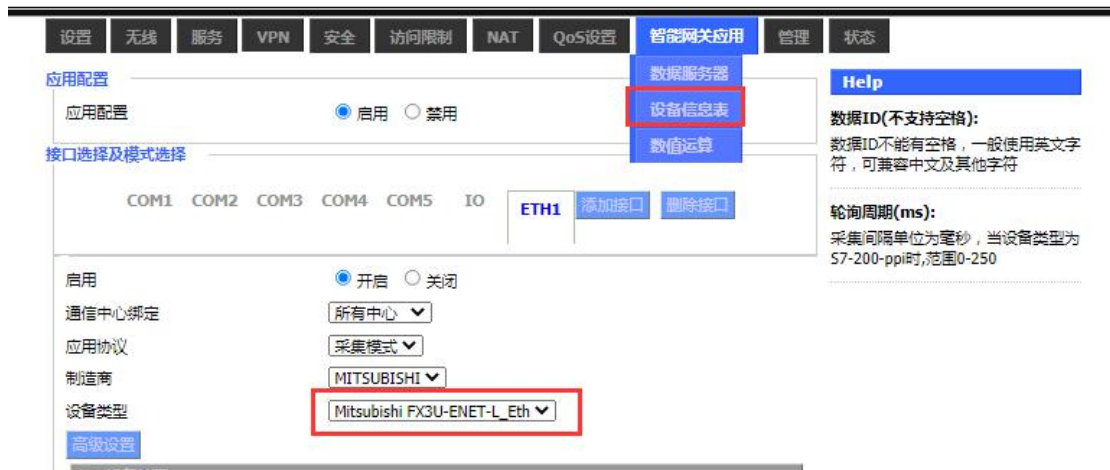 设置 无线 服务 VPN 安全 访问限制 NAT QoS设置 智能网关应用 管理 状态
数据服务器
设备信息表
数值运算
应用配置
应用配置 启用 禁用
接口选择及模式选择
COM1 COM2 COM3 COM4 COM5 IO ETH1 添加接口 删除接口
启用 开启 关闭
通信中心绑定 所有中心
应用协议 采集模式
制造商 MITSUBISHI
设备类型 Mitsubishi FX3U-ENET-L_Eth
高级设置
Help
数据ID(不支持空格):
数据ID不能有空格，一般使用英文字
符，可兼容中文及其他字符
轮询周期(ms):
采集间隔单位为毫秒，当设备类型为
S7-200-ppi时,范围0-250